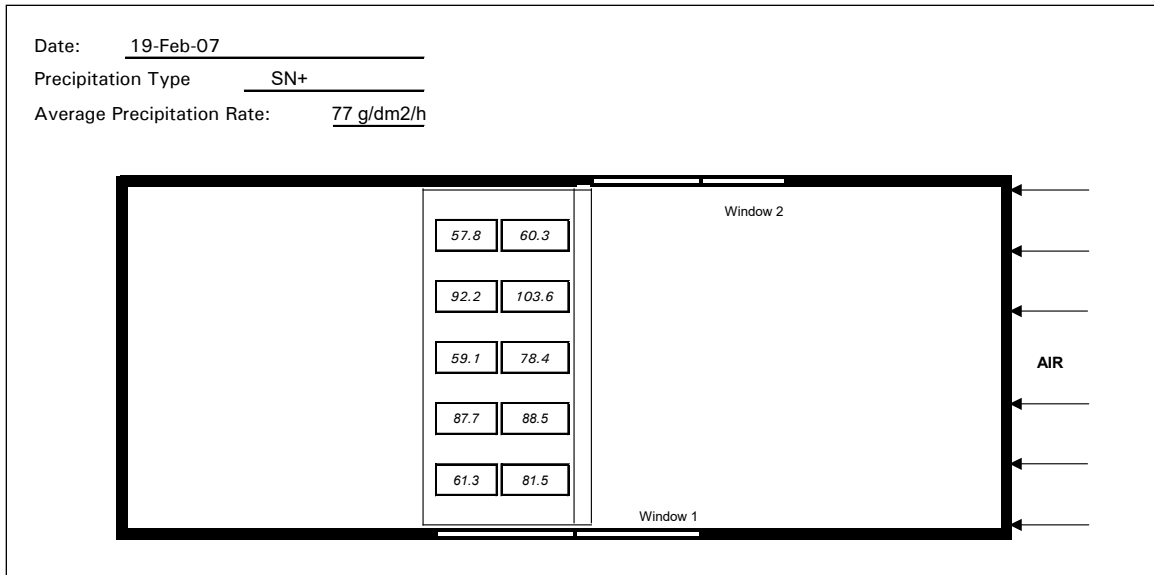 Date: 19-Feb-07
Precipitation Type SN+
Average Precipitation Rate: 77 g/dm2/h
Window 2
57.8 60.3
92.2 103.6
59.1 78.4
AIR
87.7 88.5
61.3 81.5
Window 1